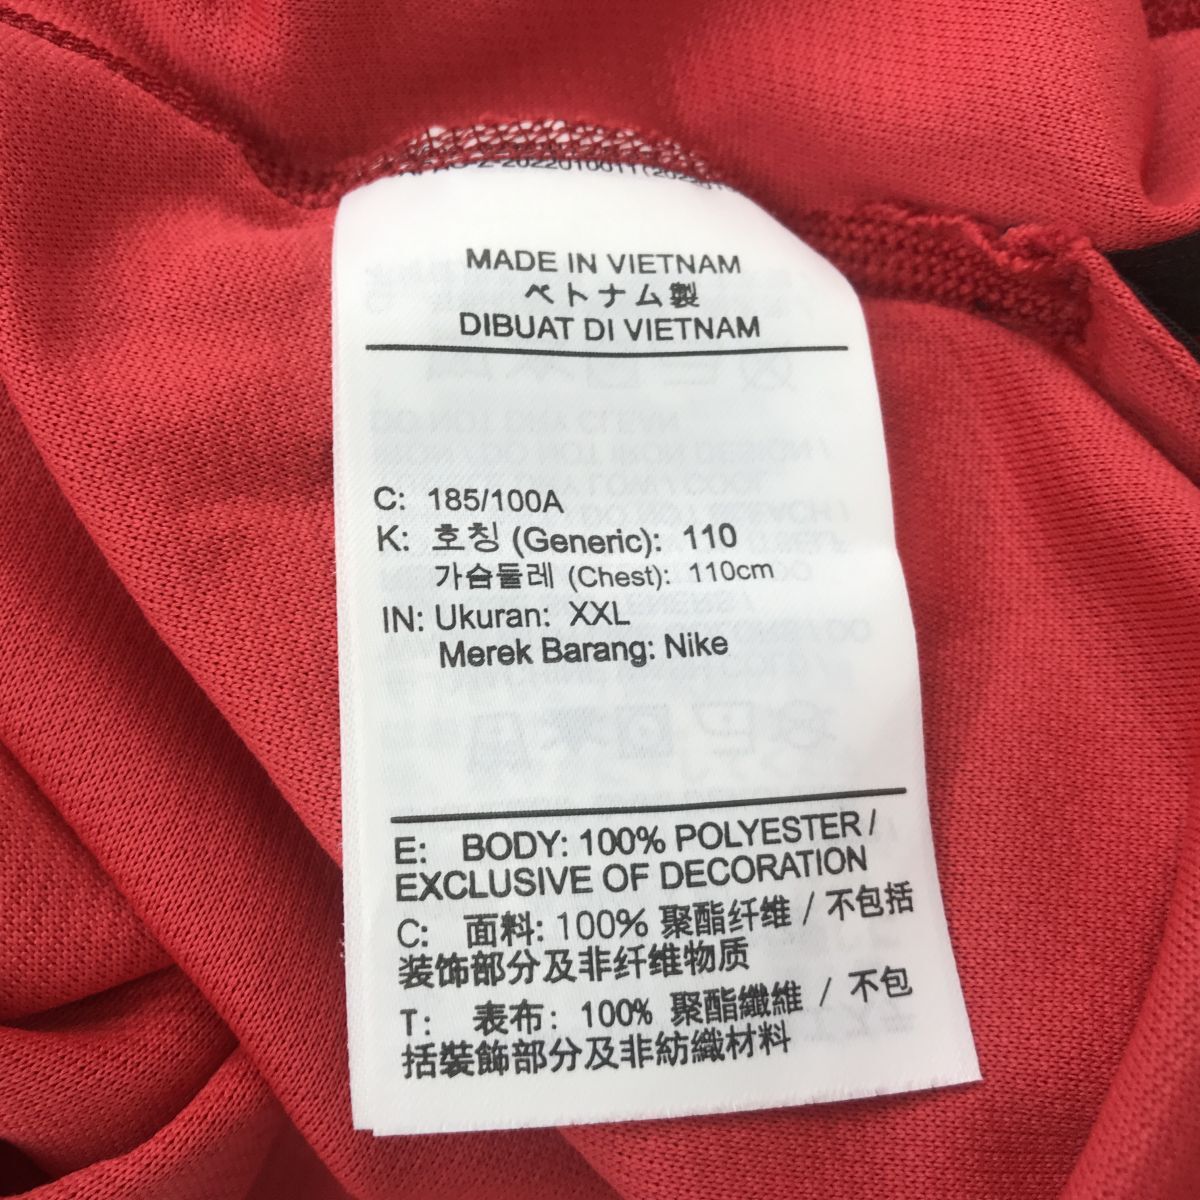 MADE IN VIETNAM
ベトナム製
DIBUAT DI VIETNAM
C: 185/100A
K: 호칭 (Generic): 110
가슴둘레 (Chest): 110cm
IN: Ukuran: XXL
Merek Barang: Nike
E: BODY: 100% POLYESTER /
EXCLUSIVE OF DECORATION
C: 面料: 100% 聚酯纤维 / 不包括
装饰部分及非纤维物质
T: 表布: 100% 聚酯纖維 / 不包
括裝飾部分及非紡織材料